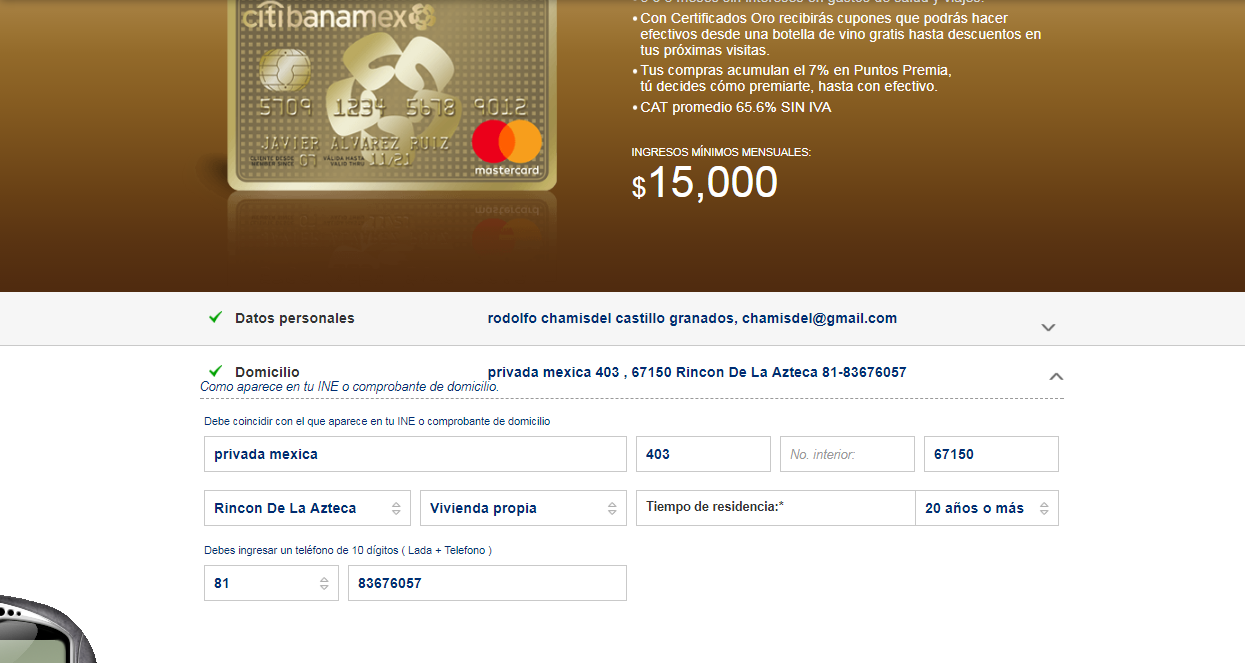 citibanamex
5709 1234 5678 9012
JAVIER ALVAREZ RUIZ
CLIENTE DESDE
MEMBER SINCE 07 VÁLIDA HASTA
VALID THRU 11/21
mastercard.
• Con Certificados Oro recibirás cupones que podrás hacer
efectivos desde una botella de vino gratis hasta descuentos en
tus próximas visitas.
• Tus compras acumulan el 7% en Puntos Premia,
tú decides cómo premiarte, hasta con efectivo.
• CAT promedio 65.6% SIN IVA
INGRESOS MÍNIMOS MENSUALES:
$15,000
Datos personales rodolfo chamisdel castillo granados, chamisdel@gmail.com
Domicilio privada mexica 403 , 67150 Rincon De La Azteca 81-83676057
Como aparece en tu INE o comprobante de domicilio.
Debe coincidir con el que aparece en tu INE o comprobante de domicilio
privada mexica 403 No. interior: 67150
Rincon De La Azteca Vivienda propia Tiempo de residencia:* 20 años o más
Debes ingresar un teléfono de 10 dígitos ( Lada + Telefono )
81 83676057